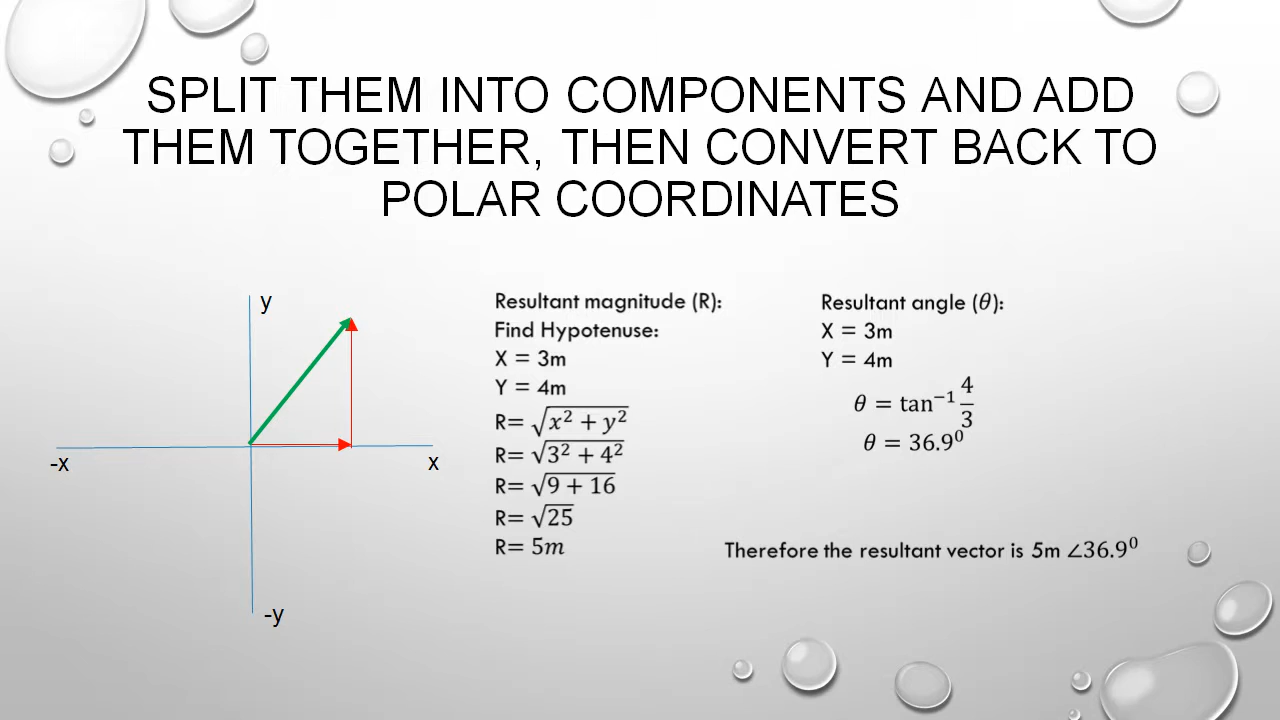 SPLIT THEM INTO COMPONENTS AND ADD
THEM TOGETHER, THEN CONVERT BACK TO
POLAR COORDINATES
y
-x
x
-y
Resultant magnitude (R):
Find Hypotenuse:
X = 3m
Y = 4m
R= √x² + y²
R= √3² + 4²
R= √9 + 16
R= √25
R= 5m
Resultant angle (θ):
X = 3m
Y = 4m
θ = tan⁻¹ 4/3
θ = 36.9⁰
Therefore the resultant vector is 5m ∠36.9⁰